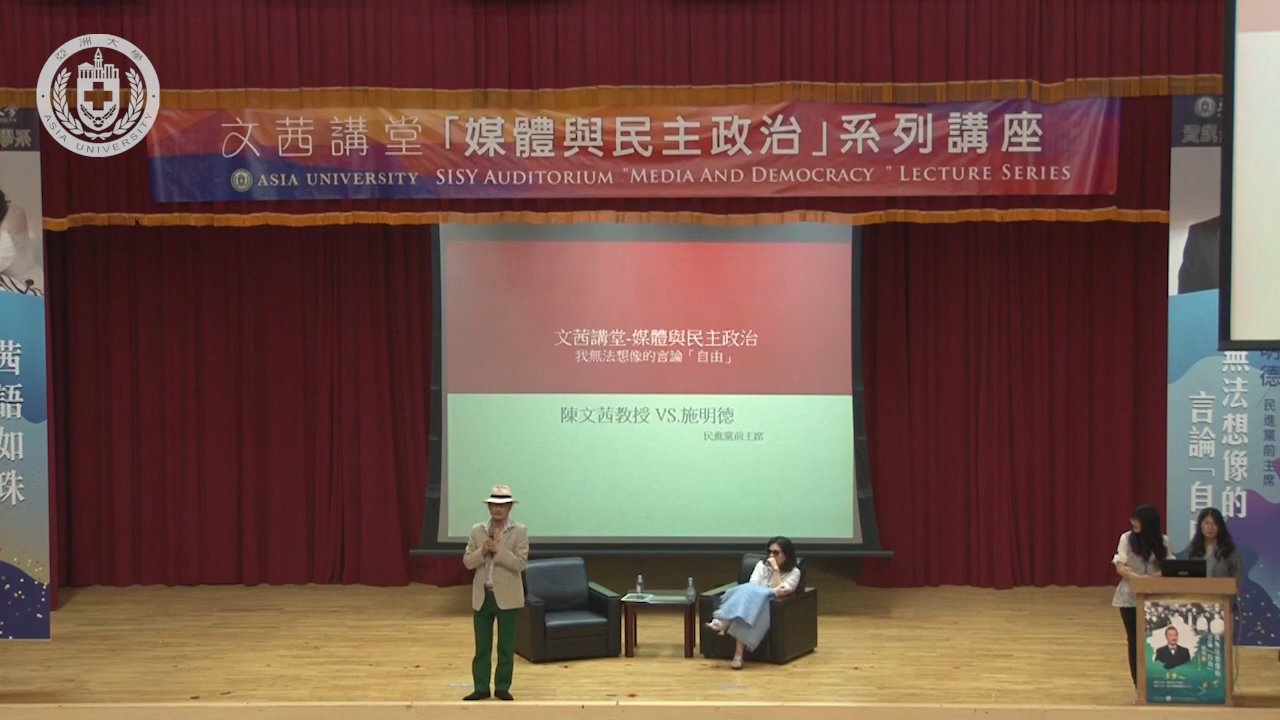 亞洲大學
ASIA UNIVERSITY
文茜講堂「媒體與民主政治」系列講座
ASIA UNIVERSITY SISY AUDITORIUM "MEDIA AND DEMOCRACY " LECTURE SERIES
文茜講堂-媒體與民主政治
我無法想像的言論「自由」
陳文茜教授 VS.施明德
民進黨前主席
茜語如珠
明德
民進黨前主席
無法想像的
言論「自